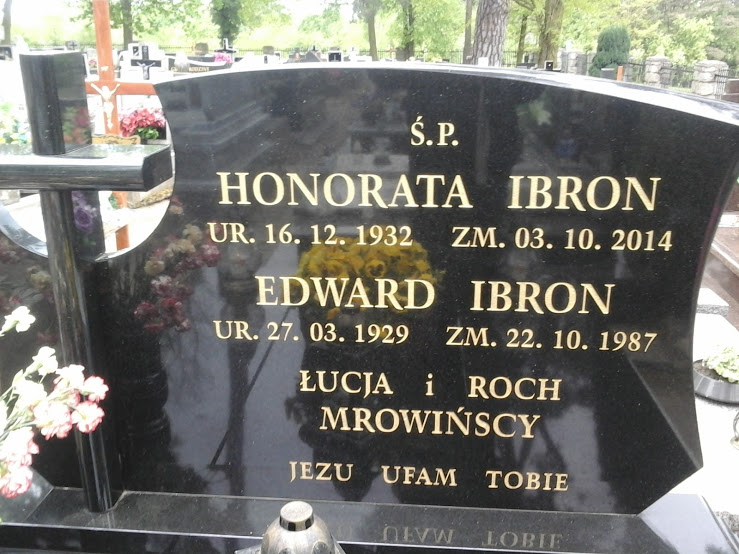 Ś.P.
HONORATA IBRON
UR. 16. 12. 1932 ZM. 03. 10. 2014
EDWARD IBRON
UR. 27. 03. 1929 ZM. 22. 10. 1987
ŁUCJA i ROCH
MROWIŃSCY
JEZU UFAM TOBIE